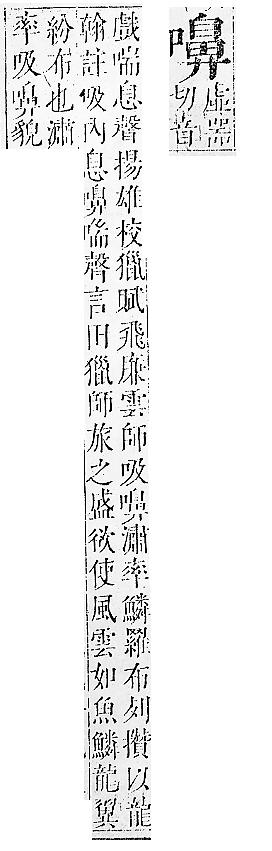 嚊
虛器
切音
戲喘息聲揚雄校獵賦飛廉雲師吸嚊潚率鱗羅布列攢以龍
翰註吸內息嚊喘聲言旧獵師旅之盛欲使風雲如魚鱗龍翼
紛布也潚
率吸嚊貌